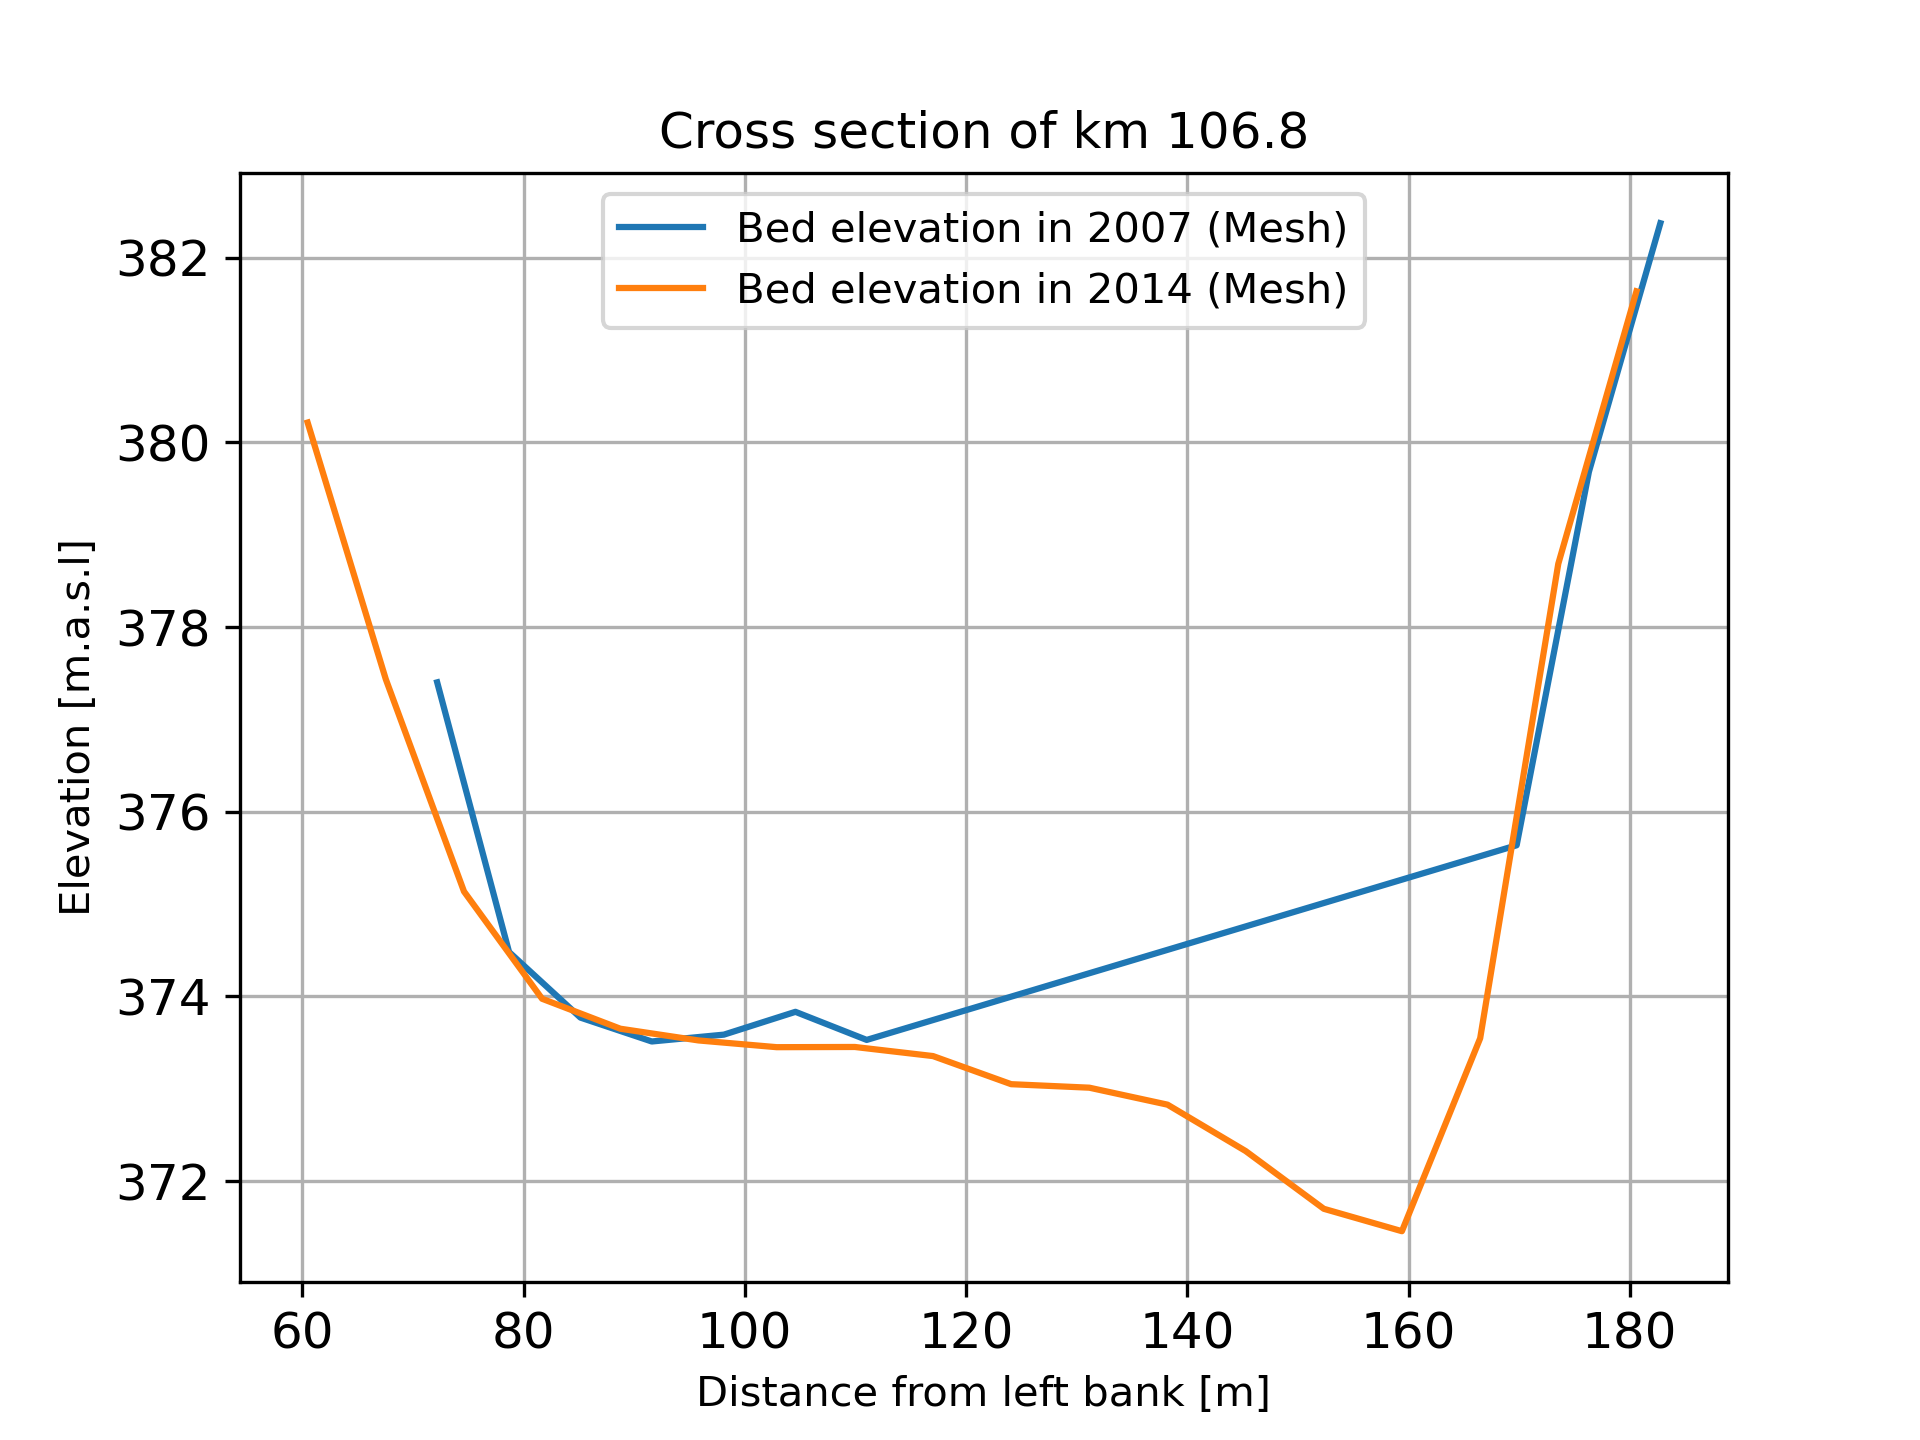 Cross section of km 106.8
Bed elevation in 2007 (Mesh)
Bed elevation in 2014 (Mesh)
382
380
378
376
374
372
Elevation [m.a.s.l]
60 80 100 120 140 160 180
Distance from left bank [m]